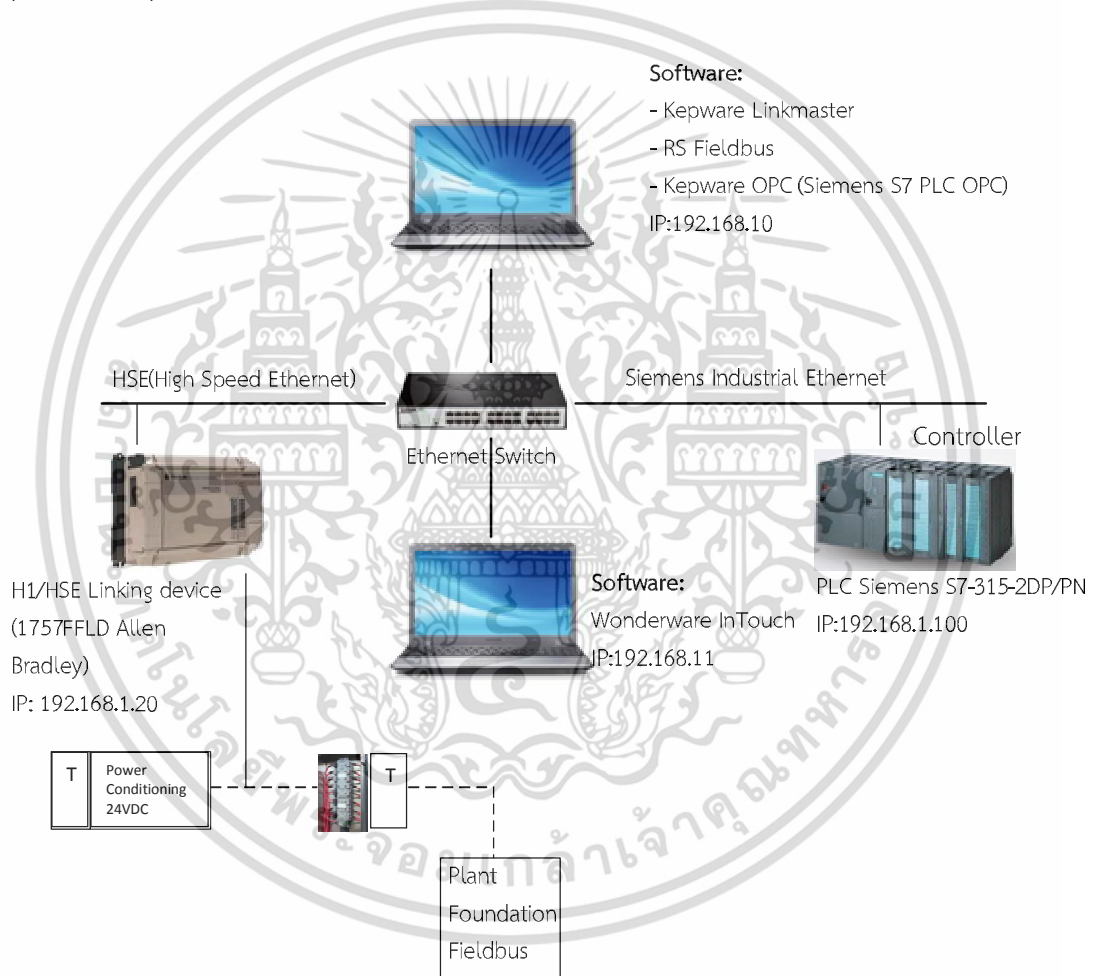 Software:
- Kepware Linkmaster
- RS Fieldbus
- Kepware OPC (Siemens S7 PLC OPC)
IP:192.168.10
HSE(High Speed Ethernet)
Siemens Industrial Ethernet
Ethernet Switch
Controller
H1/HSE Linking device
(1757FFLD Allen
Bradley)
IP: 192.168.1.20
Software:
Wonderware InTouch
IP:192.168.11
PLC Siemens S7-315-2DP/PN
IP:192.168.1.100
T
Power
Conditioning
24VDC
T
Plant
Foundation
Fieldbus